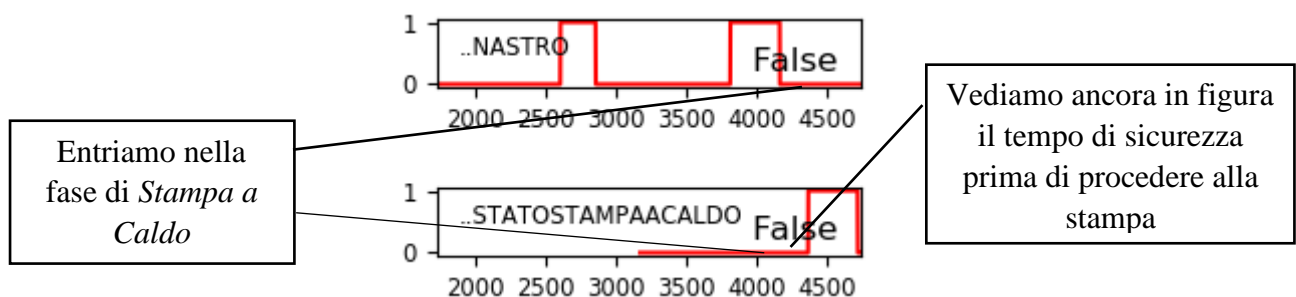 1
..NASTRO
False
0
2000 2500 3000 3500 4000 4500
Entriamo nella
fase di Stampa a
Caldo
Vediamo ancora in figura
il tempo di sicurezza
prima di procedere alla
stampa
1
..STATOSTAMPAACALDO
False
0
2000 2500 3000 3500 4000 4500